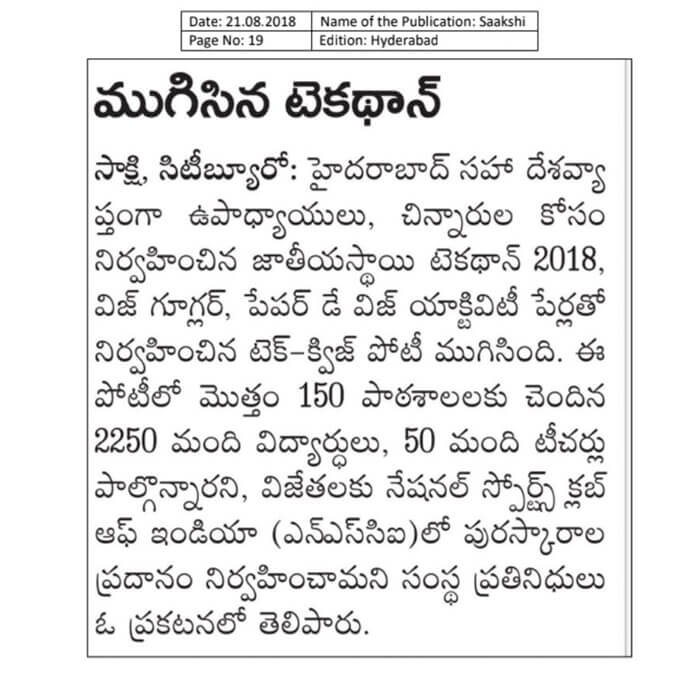 Date: 21.08.2018 Name of the Publication: Saakshi
Page No: 19 Edition: Hyderabad
ముగిసిన టెకథాన్
సాక్షి, సిటీబ్యూరో: హైదరాబాద్ సహా దేశవ్యా
ప్తంగా ఉపాధ్యాయులు, చిన్నారుల కోసం
నిర్వహించిన జాతీయస్థాయి టెకథాన్ 2018,
విజ్ గూగ్లర్, పేపర్ డే విజ్ యాక్టివిటీ పేర్లతో
నిర్వహించిన టెక్-క్విజ్ పోటీ ముగిసింది. ఈ
పోటీలో మొత్తం 150 పాఠశాలలకు చెందిన
2250 మంది విద్యార్థులు, 50 మంది టీచర్లు
పాల్గొన్నారని, విజేతలకు నేషనల్ స్పోర్ట్స్ క్లబ్
ఆఫ్ ఇండియా (ఎన్ఎస్‌సిఐ)లో పురస్కారాల
ప్రదానం నిర్వహించామని సంస్థ ప్రతినిధులు
ఓ ప్రకటనలో తెలిపారు.